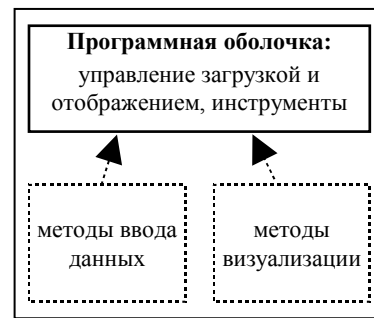 Программная оболочка:
управление загрузкой и
отображением, инструменты
методы ввода
данных
методы
визуализации